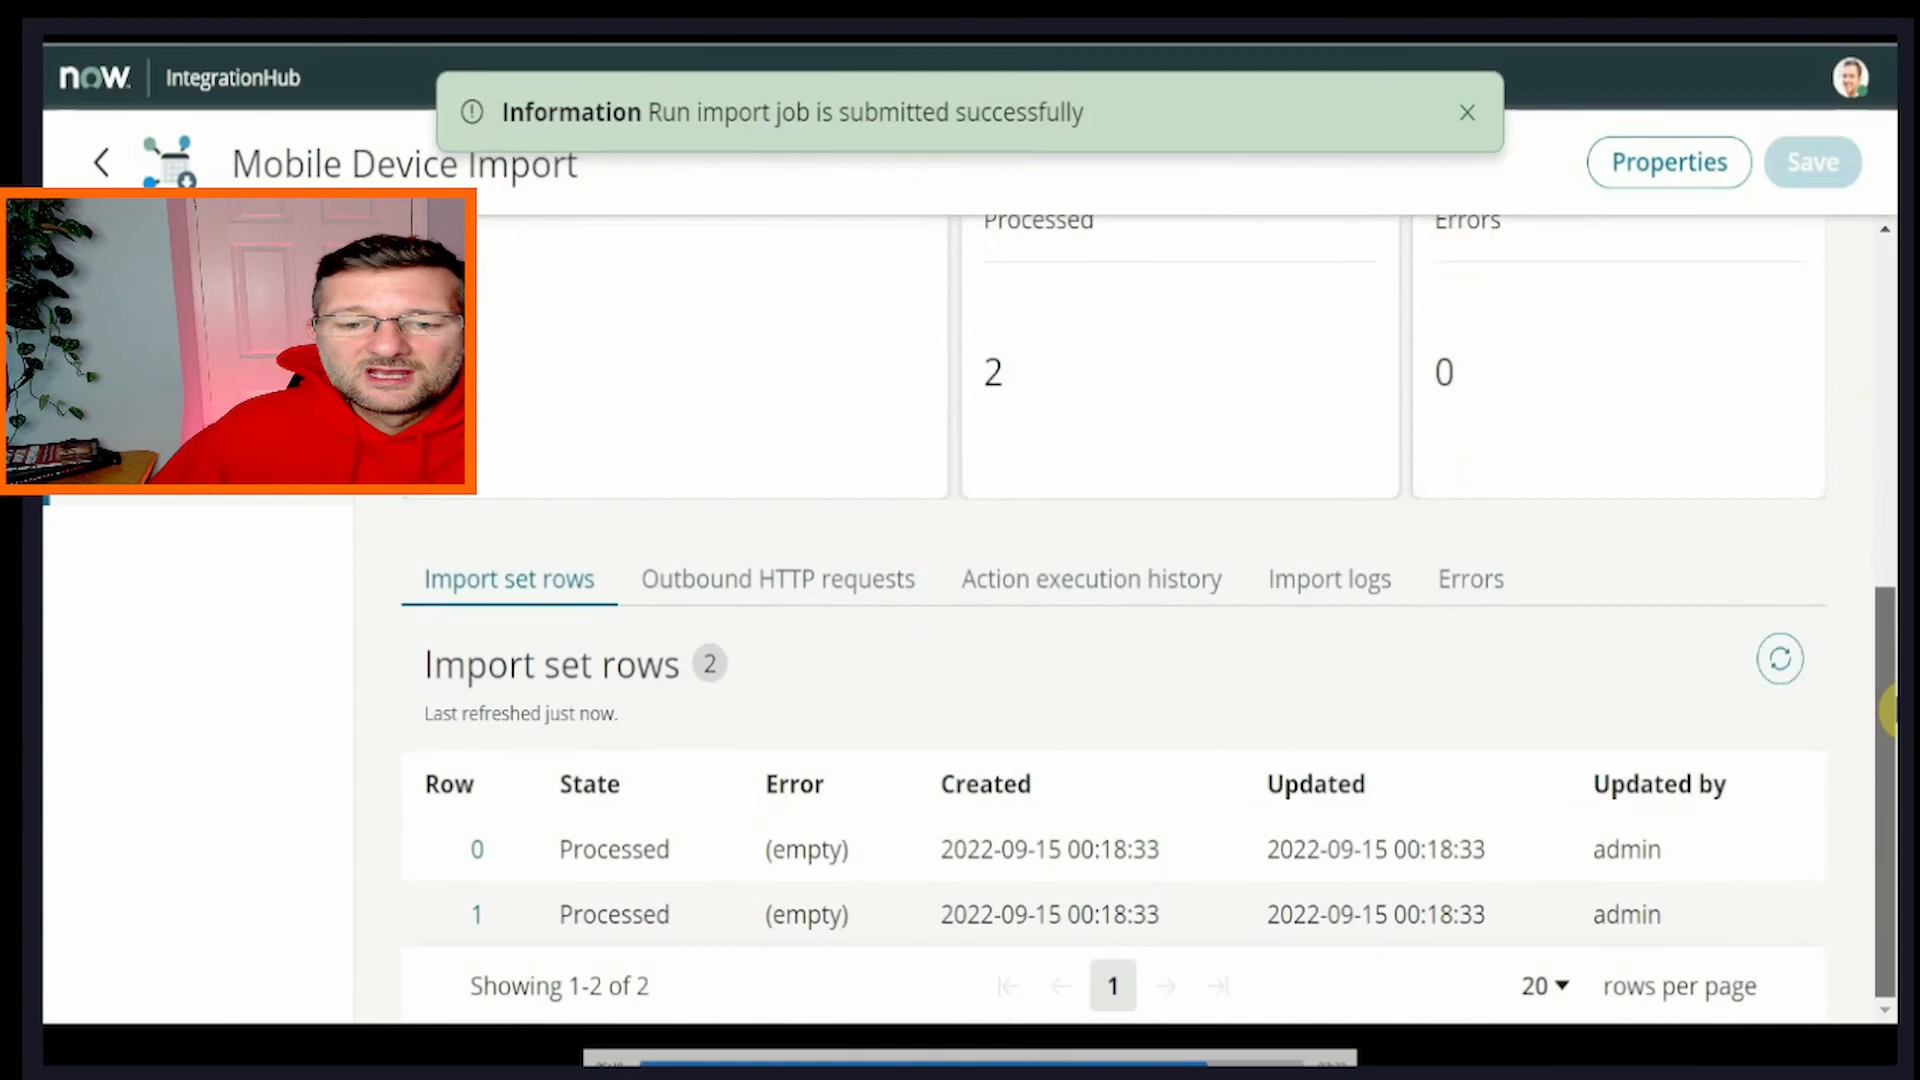 now. IntegrationHub
Information Run import job is submitted successfully
Mobile Device Import
Properties
Save
Processed
Errors
2
0
Import set rows
Outbound HTTP requests
Action execution history
Import logs
Errors
Import set rows 2
Last refreshed just now.
Row State Error Created Updated Updated by
0 Processed (empty) 2022-09-15 00:18:33 2022-09-15 00:18:33 admin
1 Processed (empty) 2022-09-15 00:18:33 2022-09-15 00:18:33 admin
Showing 1-2 of 2
1
20 rows per page